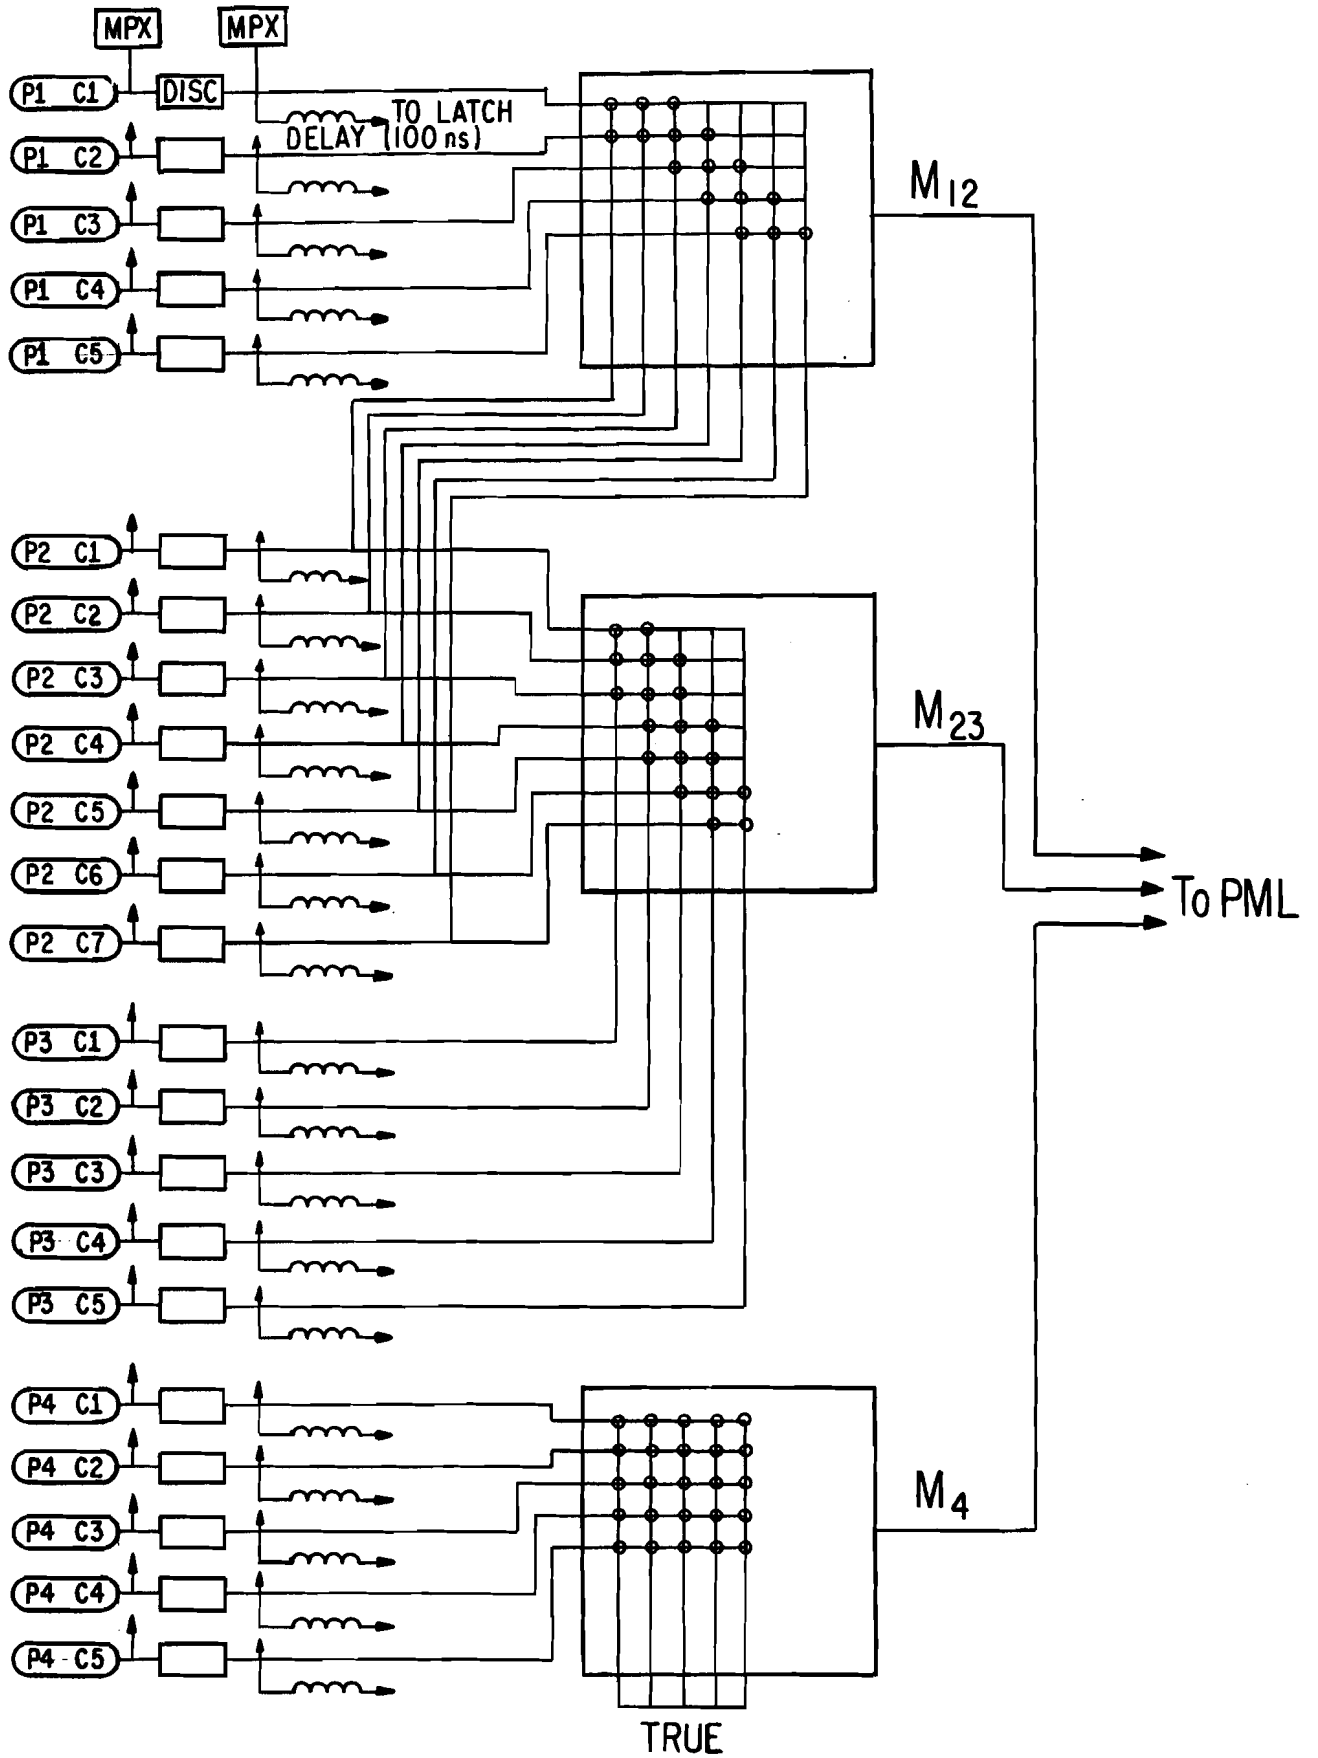 MPX MPX
P1 C1 DISC
TO LATCH
DELAY (100 ns)
P1 C2
P1 C3
P1 C4
P1 C5
M12
P2 C1
P2 C2
P2 C3
P2 C4
P2 C5
P2 C6
P2 C7
M23
To PML
P3 C1
P3 C2
P3 C3
P3 C4
P3 C5
P4 C1
P4 C2
P4 C3
P4 C4
P4 C5
M4
TRUE